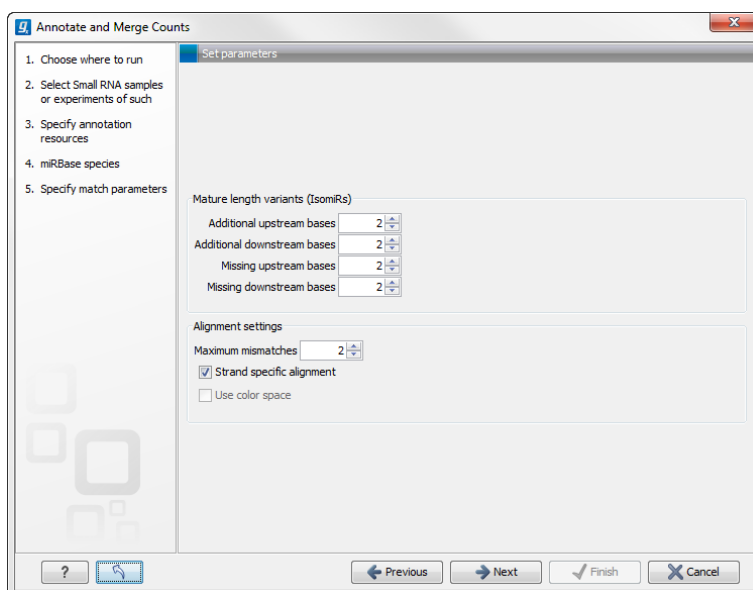 Annotate and Merge Counts
1. Choose where to run
2. Select Small RNA samples
or experiments of such
3. Specify annotation
resources
4. miRBase species
5. Specify match parameters
Set parameters
Mature length variants (IsomiRs)
Additional upstream bases 2
Additional downstream bases 2
Missing upstream bases 2
Missing downstream bases 2
Alignment settings
Maximum mismatches 2
Strand specific alignment
Use color space
? Previous Next Finish Cancel